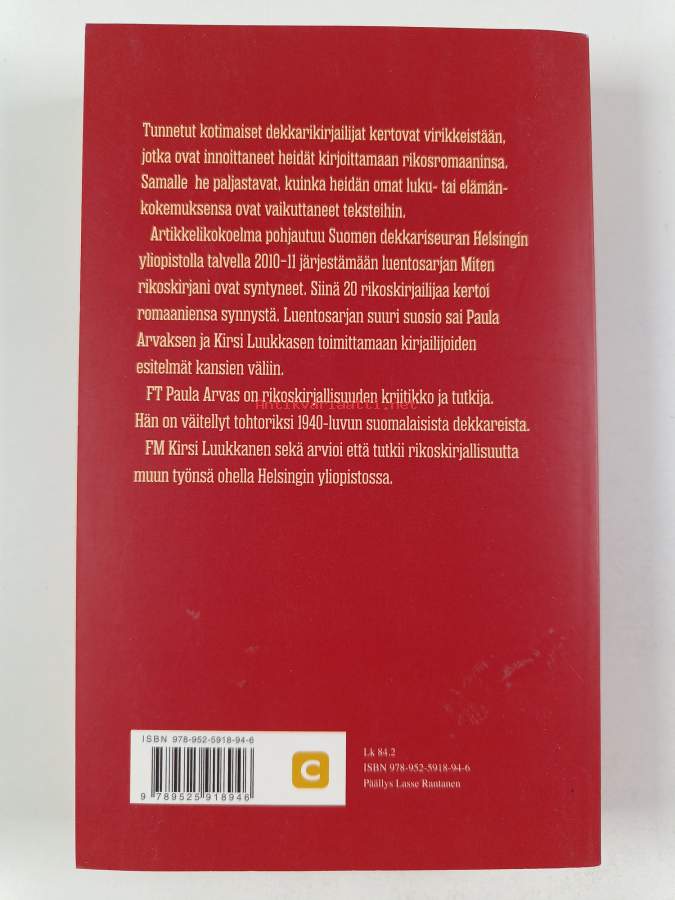 Tunnetut kotimaiset dekkarikirjailijat kertovat virikkeistään,
jotka ovat innoittaneet heidät kirjoittamaan rikosromaaninsa.
Samalle he paljastavat, kuinka heidän omat luku- tai elämän-
kokemuksensa ovat vaikuttaneet teksteihin.
Artikkelikokoelma pohjautuu Suomen dekkariseuran Helsingin
yliopistolla talvella 2010-11 järjestämään luentosarjan Miten
rikoskirjani ovat syntyneet. Siinä 20 rikoskirjailijaa kertoi
romaaniensa synnystä. Luentosarjan suuri suosio sai Paula
Arvaksen ja Kirsi Luukkasen toimittamaan kirjailijoiden
esitelmät kansien väliin.
FT Paula Arvas on rikoskirjallisuuden kriitikko ja tutkija.
antikvariaatti.net
Hän on väitellyt tohtoriksi 1940-luvun suomalaisista dekkareista.
FM Kirsi Luukkanen sekä arvioi että tutkii rikoskirjallisuutta
muun työnsä ohella Helsingin yliopistossa.
ISBN 978-952-5918-94-6
C
9 789525 918946
Lk 84.2
ISBN 978-952-5918-94-6
Päällys Lasse Rautanen